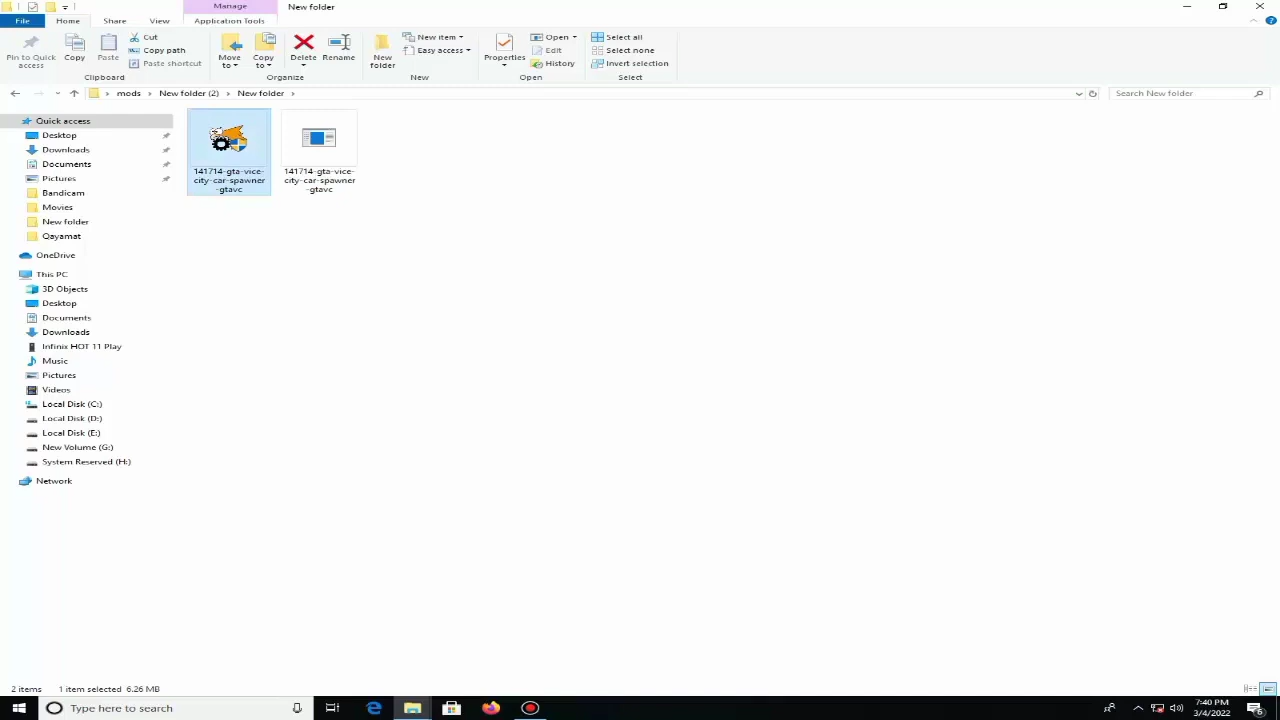 Manage
New folder
File
Home
Share
View
Application Tools
Pin to Quick
access
Copy
Paste
Cut
Copy path
Paste shortcut
Clipboard
Move
to
Copy
to
Delete
Rename
Organize
New
folder
New item
Easy access
New
Properties
Open
Edit
History
Open
Select all
Select none
Invert selection
Select
mods
New folder (2)
New folder
Search New folder
Quick access
Desktop
Downloads
Documents
Pictures
Bandicam
Movies
New folder
Qayamat
OneDrive
This PC
3D Objects
Desktop
Documents
Downloads
Infinix HOT 11 Play
Music
Pictures
Videos
Local Disk (C:)
Local Disk (D:)
Local Disk (E:)
New Volume (G:)
System Reserved (H:)
Network
141714-gta-vice-
city-car-spawner
-gtavc
141714-gta-vice-
city-car-spawner
-gtavc
2 items
1 item selected 6.26 MB
Type here to search
7:40 PM
3/4/2022
6